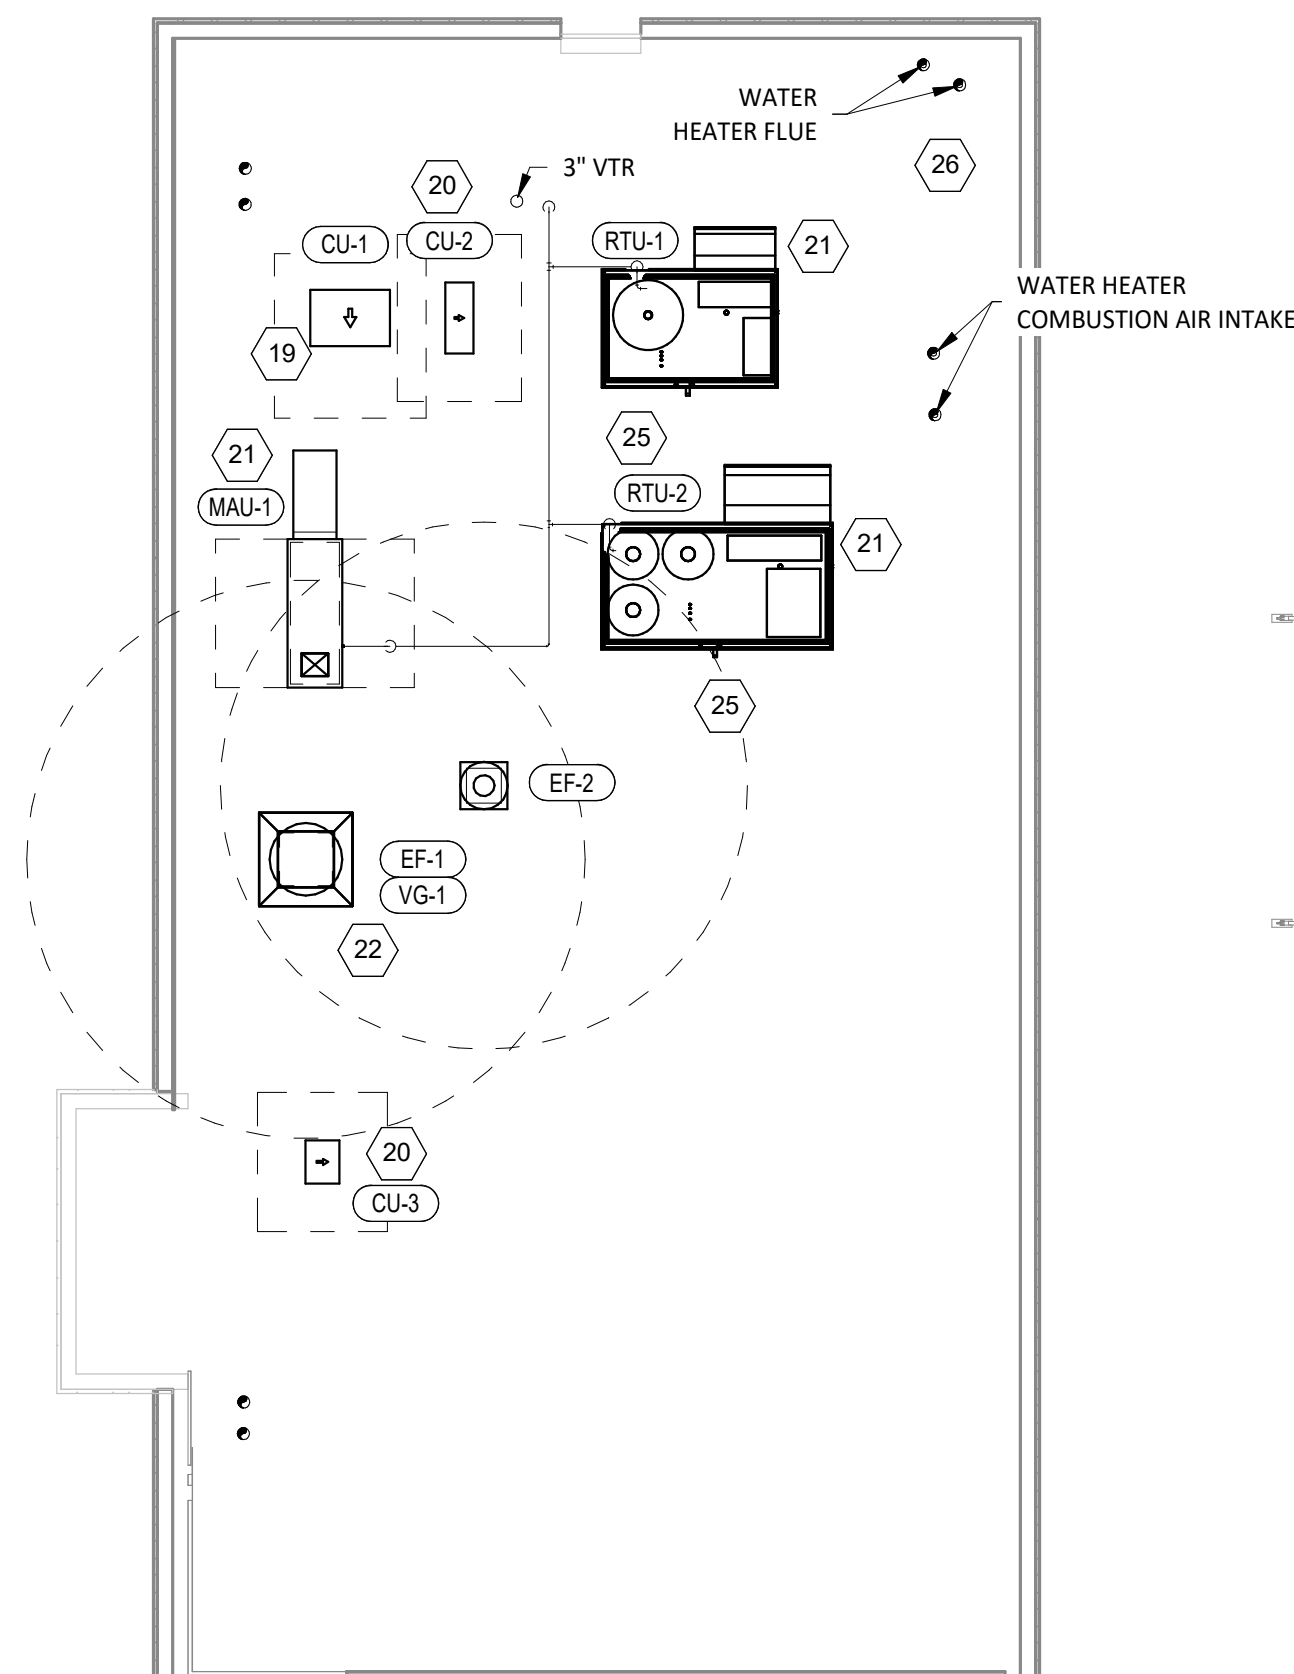 WATER
HEATER FLUE
26
3" VTR
20
CU-1
CU-2
RTU-1
21
WATER HEATER
COMBUSTION AIR INTAKE
19
25
21
MAU-1
RTU-2
21
25
EF-2
EF-1
VG-1
22
20
CU-3